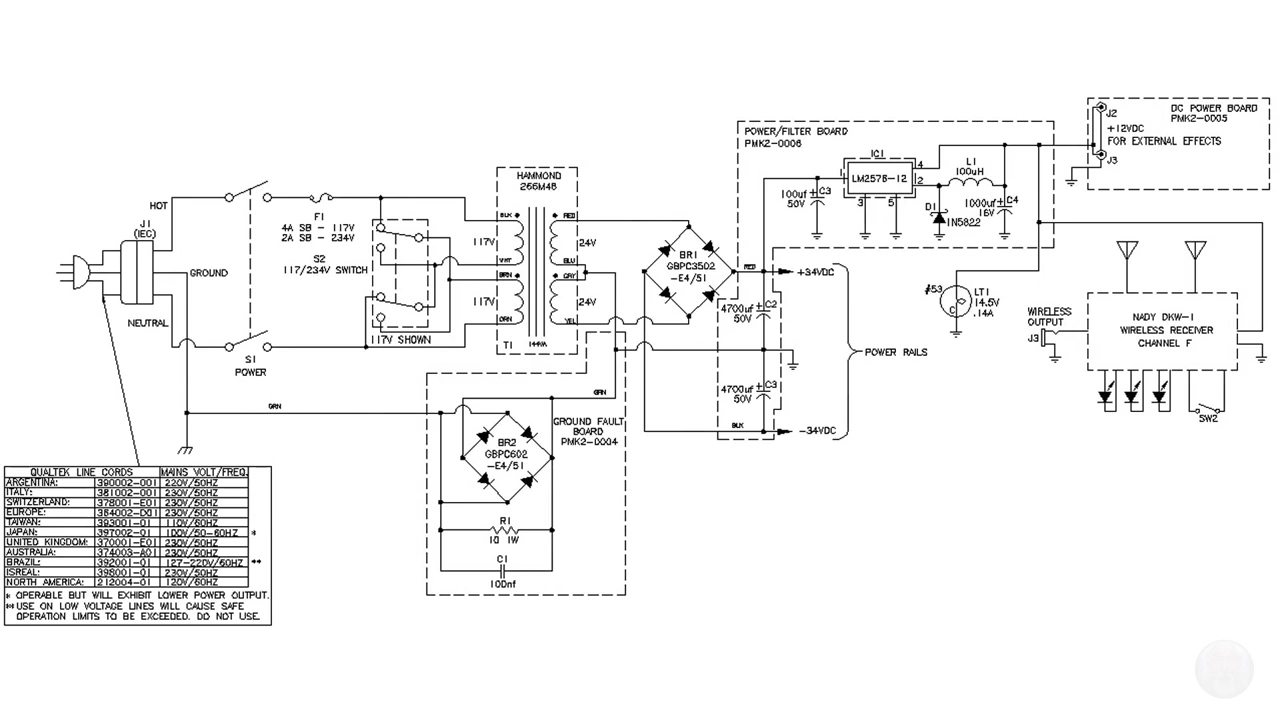 HOT
J1
(IEC)
GROUND
NEUTRAL
S1
POWER
F1
4A SB - 117V
2A SB - 234V
S2
117/234V SWITCH
117V SHOWN
HAMMOND
266M48
BLK
RED
117V
24V
WHT
BLU
BRN
GRY
117V
24V
ORN
YEL
T1
144VA
BR1
GBPC3502
-E4/51
RED
BLK
POWER/FILTER BOARD
PMK2-0006
IC1
LM2576-12
4
2
3
5
100uf
50V
C3
L1
100uH
D1
1N5822
1000uf
16V
C4
+34VDC
4700uf
50V
C2
4700uf
50V
C3
-34VDC
POWER RAILS
#53
LT1
14.5V
.14A
J2
+12VDC
FOR EXTERNAL EFFECTS
J3
DC POWER BOARD
PMK2-0005
WIRELESS
OUTPUT
J3
NADY DKW-1
WIRELESS RECEIVER
CHANNEL F
SW2
GRN
GRN
GROUND FAULT
BOARD
PMK2-0004
BR2
GBPC602
-E4/51
R1
10 1W
C1
100nf
QUALTEK LINE CORDS MAINS VOLT/FREQ.
ARGENTINA: 390002-001 220V/50HZ
ITALY: 381002-001 230V/50HZ
SWITZERLAND: 378001-E01 230V/50HZ
EUROPE: 364002-D01 230V/50HZ
TAIWAN: 393001-01 110V/60HZ
JAPAN: 397002-01 100V/50-60HZ *
UNITED KINGDOM: 370001-E01 230V/50HZ
AUSTRALIA: 374003-A01 230V/50HZ
BRAZIL: 392001-01 127-220V/60HZ **
ISREAL: 398001-01 230V/50HZ
NORTH AMERICA: 212004-01 120V/60HZ
* OPERABLE BUT WILL EXHIBIT LOWER POWER OUTPUT.
** USE ON LOW VOLTAGE LINES WILL CAUSE SAFE
OPERATION LIMITS TO BE EXCEEDED. DO NOT USE.